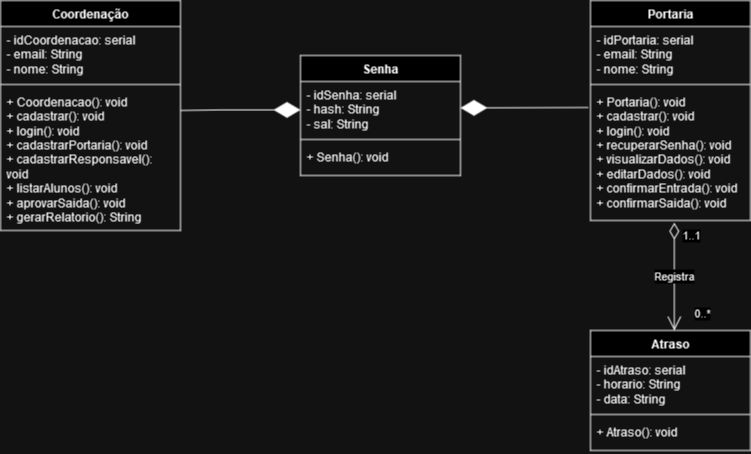 Coordenação
- idCoordenacao: serial
- email: String
- nome: String
+ Coordenacao(): void
+ cadastrar(): void
+ login(): void
+ cadastrarPortaria(): void
+ cadastrarResponsavel():
void
+ listarAlunos(): void
+ aprovarSaida(): void
+ gerarRelatorio(): String
Senha
- idSenha: serial
- hash: String
- sal: String
+ Senha(): void
Portaria
- idPortaria: serial
- email: String
- nome: String
+ Portaria(): void
+ cadastrar(): void
+ login(): void
+ recuperarSenha(): void
+ visualizarDados(): void
+ editarDados(): void
+ confirmarEntrada(): void
+ confirmarSaida(): void
1..1
Registra
0..*
Atraso
- idAtraso: serial
- horario: String
- data: String
+ Atraso(): void